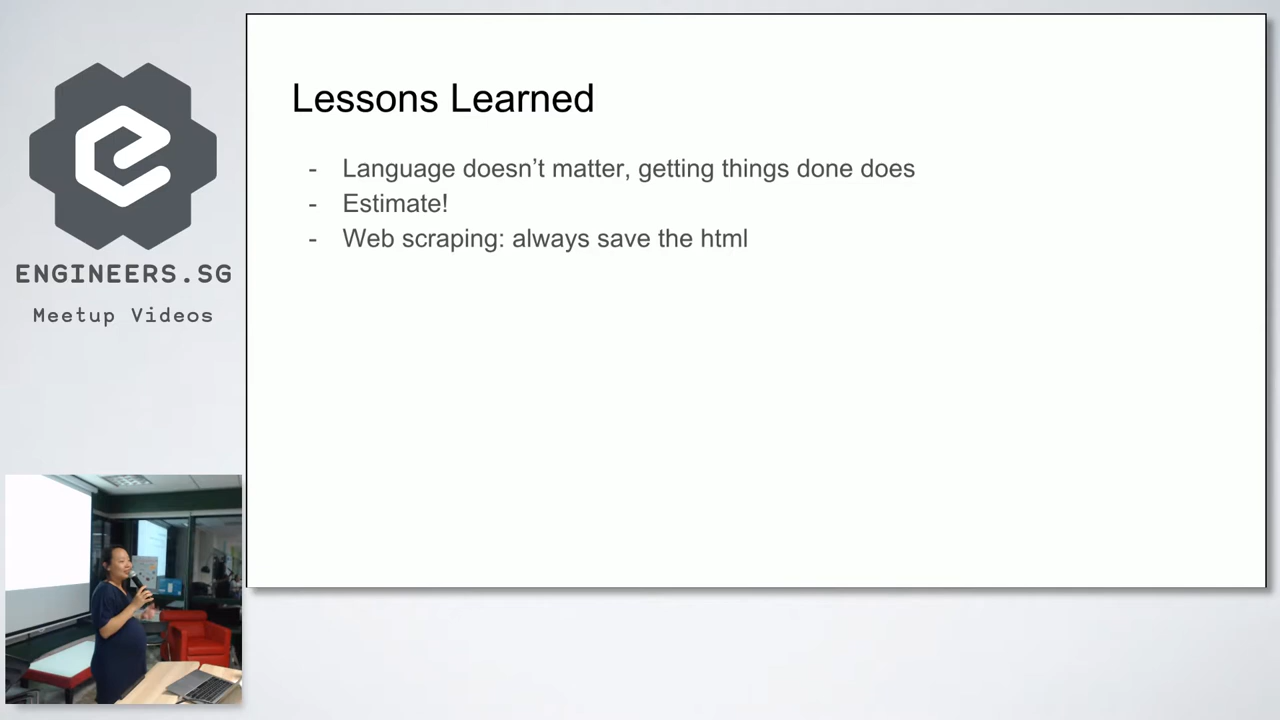 ENGINEERS.SG
Meetup Videos
Lessons Learned
- Language doesn’t matter, getting things done does
- Estimate!
- Web scraping: always save the html